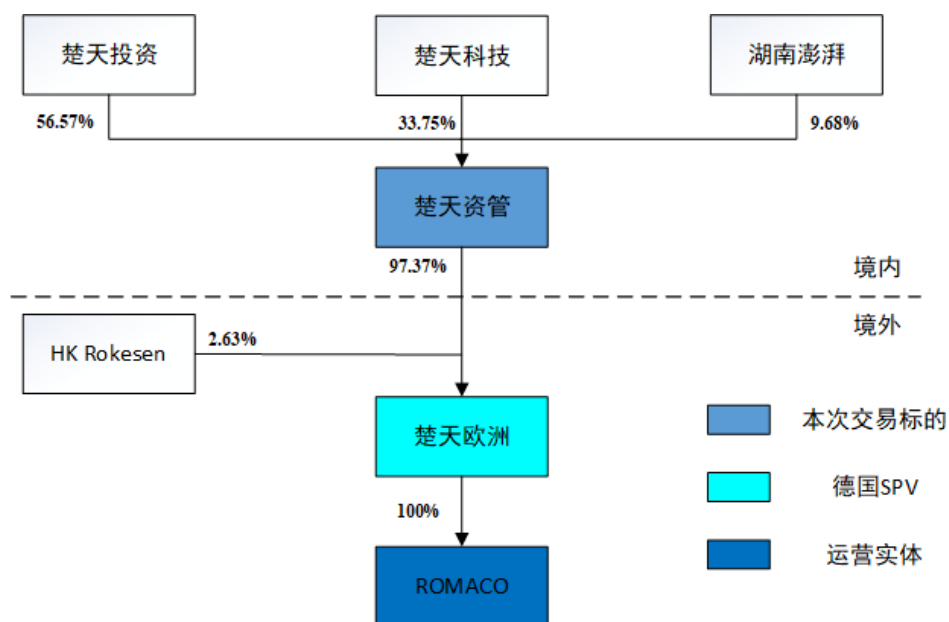 楚天投资
楚天科技
湖南澎湃
56.57%
33.75%
9.68%
楚天资管
97.37%
境内
境外
HK Rokesen
2.63%
楚天欧洲
本次交易标的
德国SPV
100%
运营实体
ROMACO